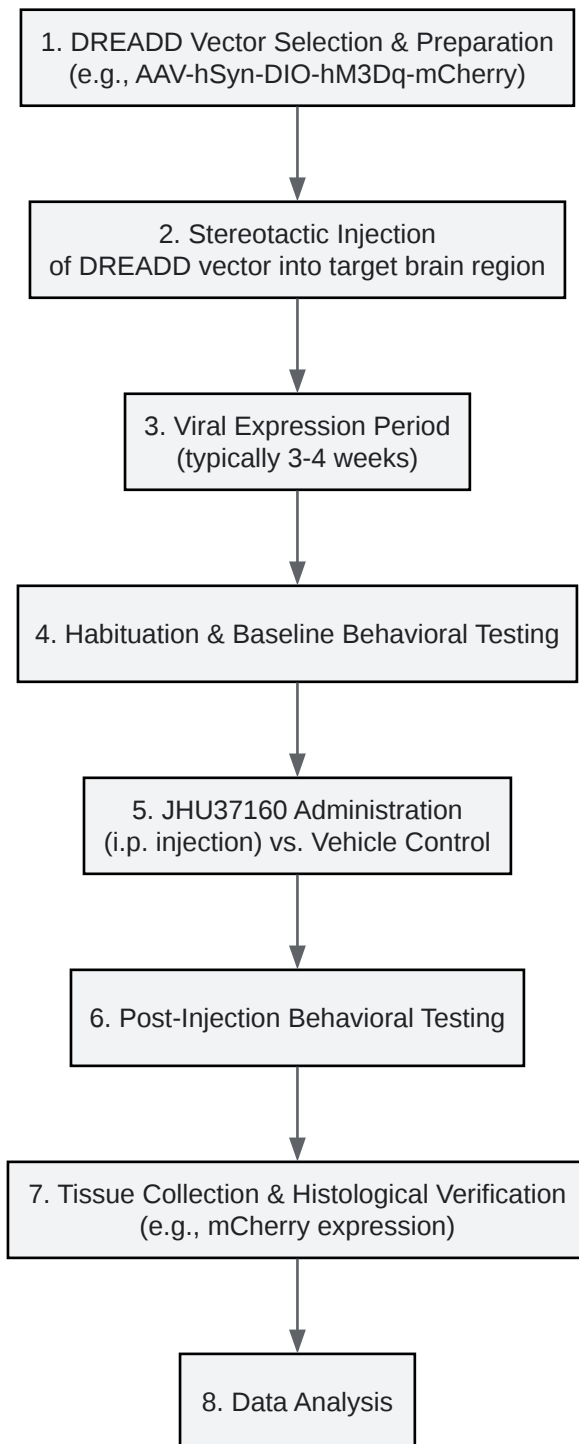 1. DREADD Vector Selection & Preparation
(e.g., AAV-hSyn-DIO-hM3Dq-mCherry)
2. Stereotactic Injection
of DREADD vector into target brain region
3. Viral Expression Period
(typically 3-4 weeks)
4. Habituation & Baseline Behavioral Testing
5. JHU37160 Administration
(i.p. injection) vs. Vehicle Control
6. Post-Injection Behavioral Testing
7. Tissue Collection & Histological Verification
(e.g., mCherry expression)
8. Data Analysis